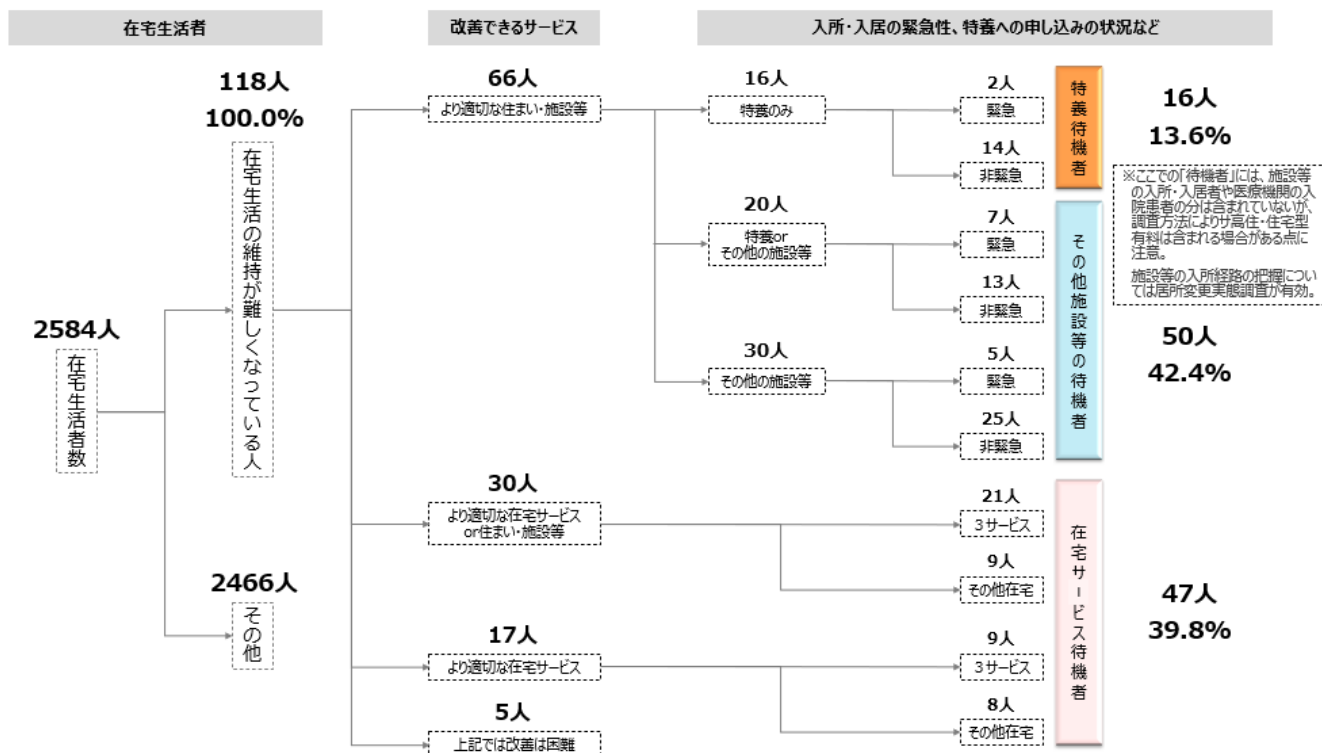 在宅生活者
改善できるサービス
入所・入居の緊急性、特養への申し込みの状況など
2584人
在宅生活者数
118人
100.0%
在宅生活の維持が難しくなっている人
2466人
その他
66人
より適切な住まい・施設等
16人
特養のみ
2人
緊急
14人
非緊急
20人
特養or
その他の施設等
7人
緊急
13人
非緊急
30人
その他の施設等
5人
緊急
25人
非緊急
30人
より適切な在宅サービス
or住まい・施設等
21人
3サービス
9人
その他在宅
17人
より適切な在宅サービス
9人
3サービス
8人
その他在宅
5人
上記では改善は困難
特養待機者
16人
13.6%
※ここでの「待機者」には、施設等
の入所・入居者や医療機関の入
院患者の分は含まれていないが、
調査方法によりサ高住・住宅型
有料は含まれる場合がある点に
注意。
施設等の入所経路の把握につい
ては居所変更実態調査が有効。
その他施設等の待機者
50人
42.4%
在宅サービス待機者
47人
39.8%